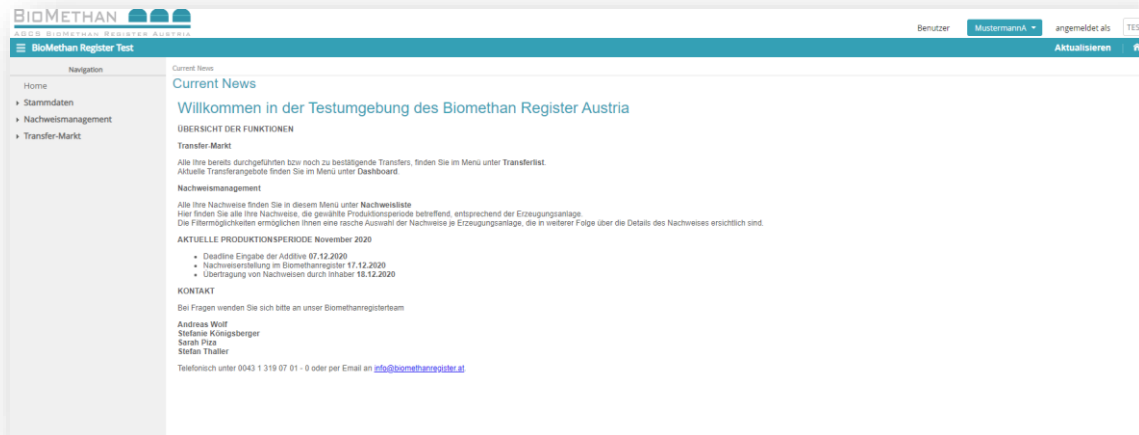 BIOMETHAN
AGCS BIOMETHAN REGISTER AUSTRIA
Benutzer MustermannA angemeldet als TES
BioMethan Register Test Aktualisieren
Navigation
Home
Stammdaten
Nachweismanagement
Transfer-Markt
Current News
Current News
Willkommen in der Testumgebung des Biomethan Register Austria
ÜBERSICHT DER FUNKTIONEN
Transfer-Markt
Alle Ihre bereits durchgeführten bzw noch zu bestätigende Transfers, finden Sie im Menü unter Transferlist.
Aktuelle Transferangebote finden Sie im Menü unter Dashboard.
Nachweismanagement
Alle Ihre Nachweise finden Sie in diesem Menü unter Nachweisliste
Hier finden Sie alle Ihre Nachweise, die gewählte Produktionsperiode betreffend, entsprechend der Erzeugungsanlage.
Die Filtermöglichkeiten ermöglichen Ihnen eine rasche Auswahl der Nachweise je Erzeugungsanlage, die in weiterer Folge über die Details des Nachweises ersichtlich sind.
AKTUELLE PRODUKTIONSPERIODE November 2020
Deadline Eingabe der Additive 07.12.2020
Nachweiserstellung im Biomethanregister 17.12.2020
Übertragung von Nachweisen durch Inhaber 18.12.2020
KONTAKT
Bei Fragen wenden Sie sich bitte an unser Biomethanregisterteam
Andreas Wolf
Stefanie Königsberger
Sarah Piza
Stefan Thaller
Telefonisch unter 0043 1 319 07 01 - 0 oder per Email an info@biomethanregister.at.